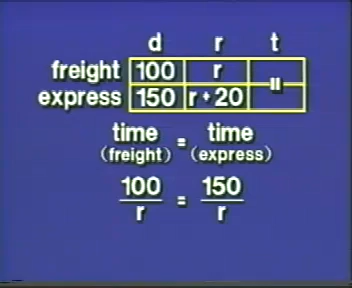 d r t
freight 100 r =
express 150 r+20
time = time
(freight) (express)
100/r = 150/r